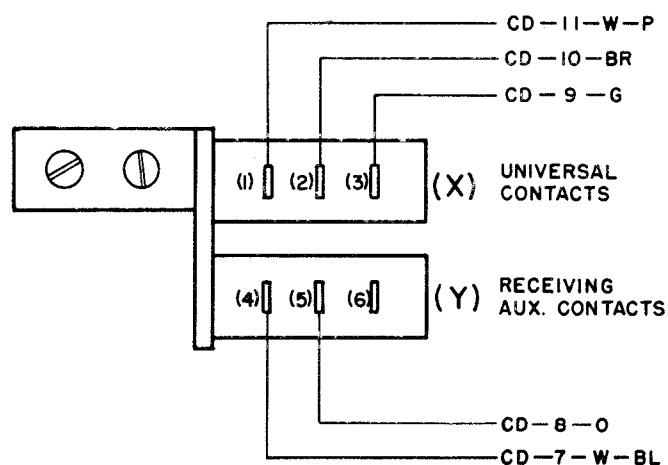 CD-11-W-P
CD-10-BR
CD-9-G
(1) (2) (3) (X) UNIVERSAL
CONTACTS
(4) (5) (6) (Y) RECEIVING
AUX. CONTACTS
CD-8-O
CD-7-W-BL